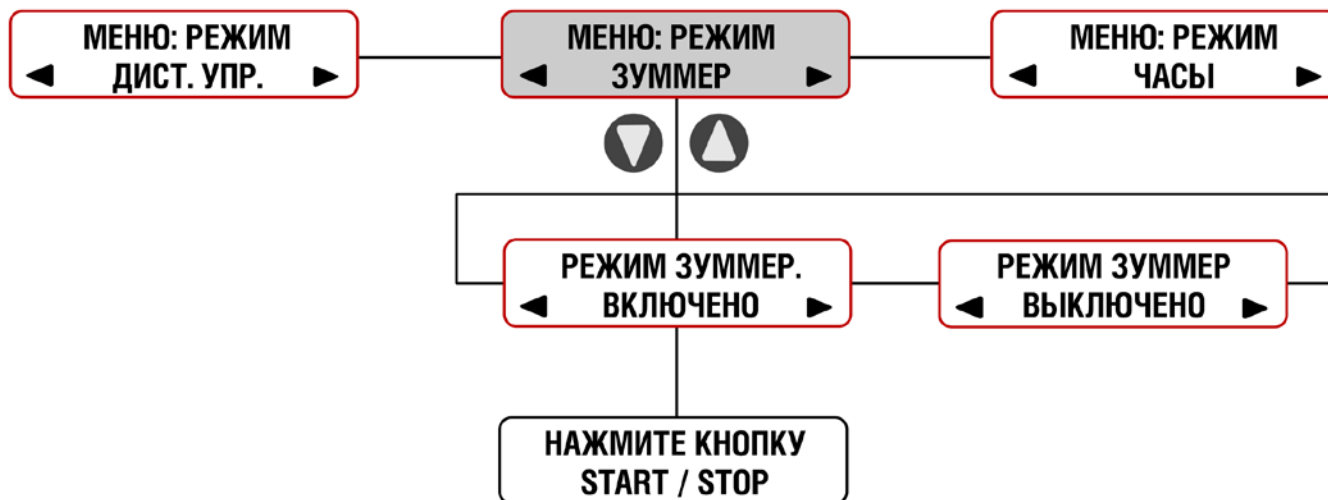 МЕНЮ: РЕЖИМ
ДИСТ. УПР.
МЕНЮ: РЕЖИМ
ЗУММЕР
МЕНЮ: РЕЖИМ
ЧАСЫ
РЕЖИМ ЗУММЕР.
ВКЛЮЧЕНО
РЕЖИМ ЗУММЕР
ВЫКЛЮЧЕНО
НАЖМИТЕ КНОПКУ
START / STOP